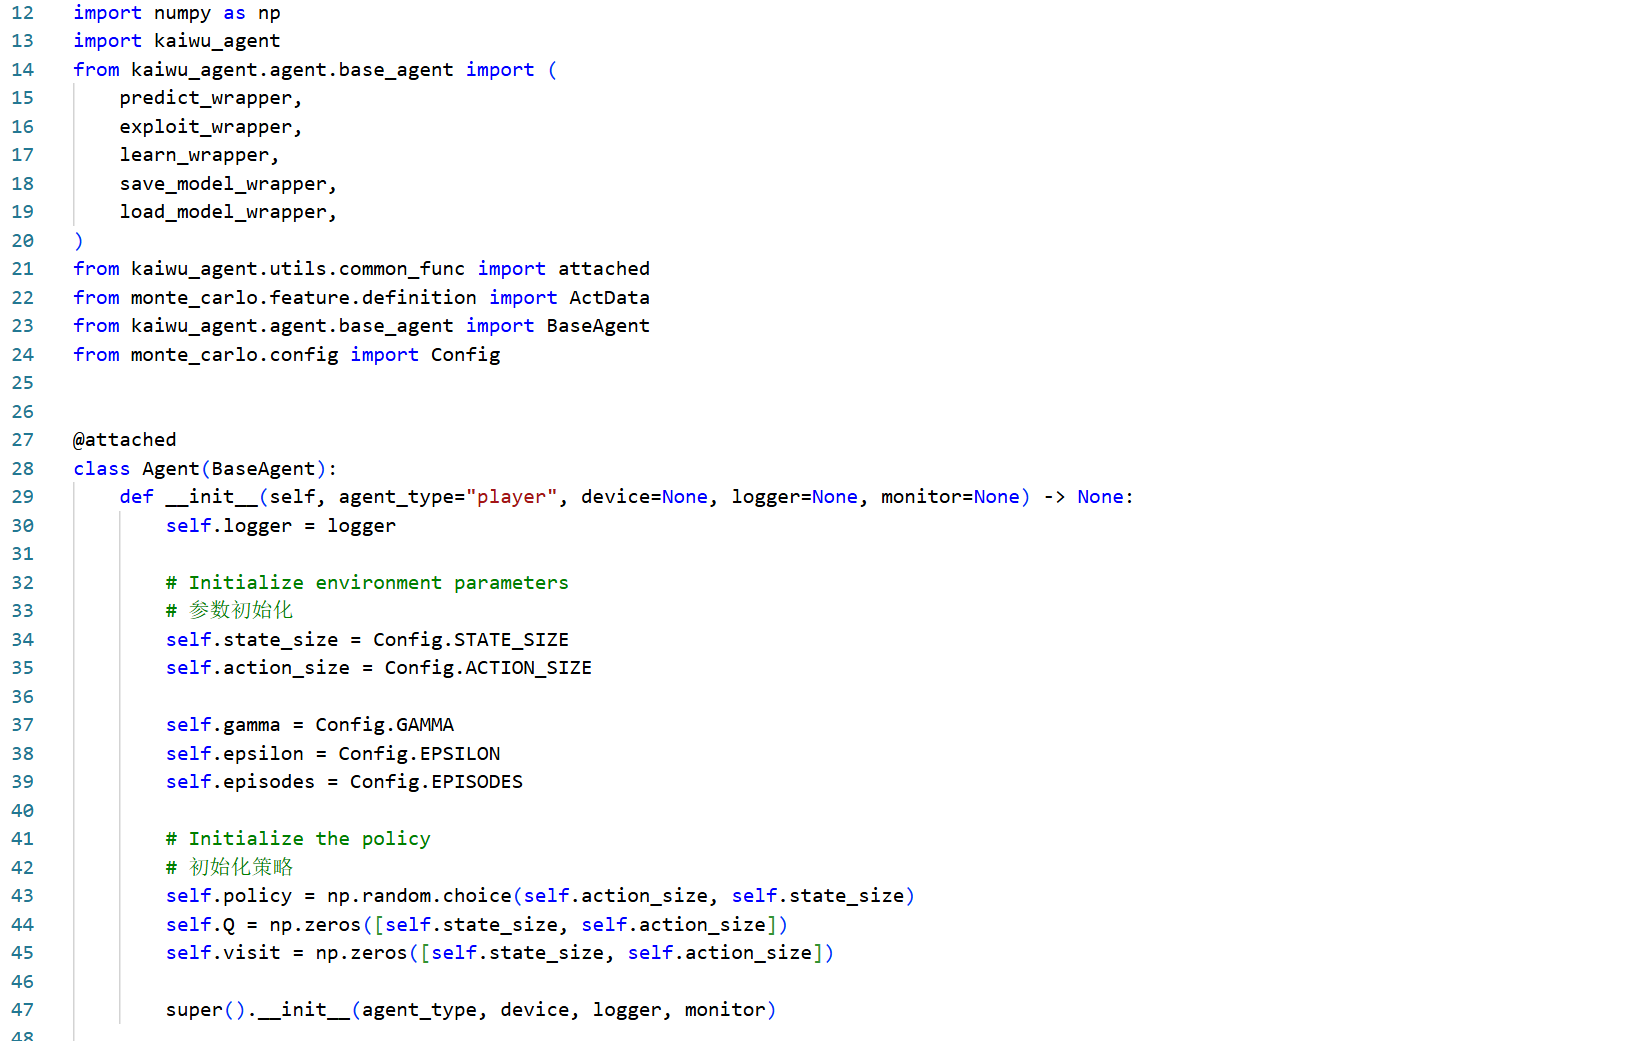 12 import numpy as np
13 import kaiwu_agent
14 from kaiwu_agent.agent.base_agent import (
15     predict_wrapper,
16     exploit_wrapper,
17     learn_wrapper,
18     save_model_wrapper,
19     load_model_wrapper,
20 )
21 from kaiwu_agent.utils.common_func import attached
22 from monte_carlo.feature.definition import ActData
23 from kaiwu_agent.agent.base_agent import BaseAgent
24 from monte_carlo.config import Config
25
26
27 @attached
28 class Agent(BaseAgent):
29     def __init__(self, agent_type="player", device=None, logger=None, monitor=None) -> None:
30         self.logger = logger
31
32         # Initialize environment parameters
33         # 参数初始化
34         self.state_size = Config.STATE_SIZE
35         self.action_size = Config.ACTION_SIZE
36
37         self.gamma = Config.GAMMA
38         self.epsilon = Config.EPSILON
39         self.episodes = Config.EPISODES
40
41         # Initialize the policy
42         # 初始化策略
43         self.policy = np.random.choice(self.action_size, self.state_size)
44         self.Q = np.zeros([self.state_size, self.action_size])
45         self.visit = np.zeros([self.state_size, self.action_size])
46
47         super().__init__(agent_type, device, logger, monitor)
48